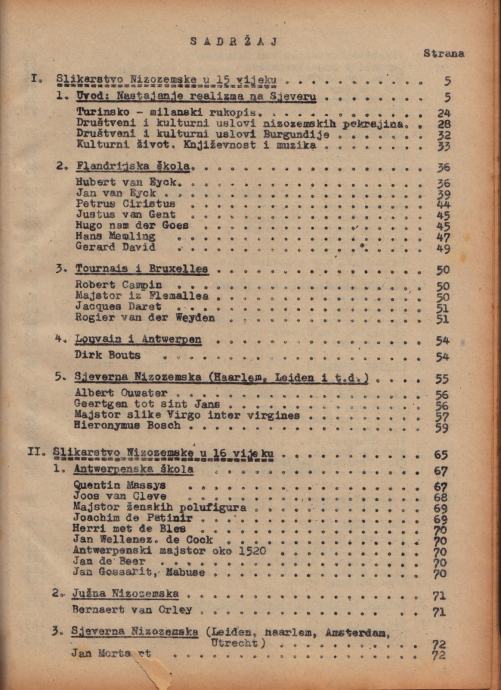 SADRŽAJ
Strana
I. Slikarstvo Nizozemske u 15 vijeku . . . . . . . . . . . 5
1. Uvod: Nastajanje realizma na Sjeveru . . . . . . . . 5
Turinsko - milanski rukopis. . . . . . . . . . . . 24
Društveni i kulturni uslovi nizozemskih pokrajina. . . 28
Društveni i kulturni uslovi Burgundije . . . . . . . 32
Kulturni život. Književnost i muzika . . . . . . . . 33
2. Flandrijska škola. . . . . . . . . . . . . . . . . 36
Hubert van Eyck. . . . . . . . . . . . . . . . . . 36
Jan van Eyck . . . . . . . . . . . . . . . . . . . 39
Petrus Ciristus . . . . . . . . . . . . . . . . . . 44
Justus van Gent . . . . . . . . . . . . . . . . . . 45
Hugo nam der Goes . . . . . . . . . . . . . . . . . 45
Hans Memling . . . . . . . . . . . . . . . . . . . 47
Gerard David . . . . . . . . . . . . . . . . . . . 49
3. Tournais i Bruxelles . . . . . . . . . . . . . . . . 50
Robert Campin . . . . . . . . . . . . . . . . . . . 50
Majstor iz Flemallea . . . . . . . . . . . . . . . . 50
Jacques Daret . . . . . . . . . . . . . . . . . . . 51
Rogier van der Weyden . . . . . . . . . . . . . . . 51
4. Louvain i Antwerpen . . . . . . . . . . . . . . . . 54
Dirk Bouts . . . . . . . . . . . . . . . . . . . . 54
5. Sjeverna Nizozemska (Haarlem, Leiden i t.d.) . . . . 55
Albert Ouwater . . . . . . . . . . . . . . . . . . 56
Geertgen tot sint Jans . . . . . . . . . . . . . . . 56
Majstor slike Virgo inter virgines . . . . . . . . . 57
Hieronymus Bosch . . . . . . . . . . . . . . . . . . 59
II. Slikarstvo Nizozemske u 16 vijeku . . . . . . . . . . . 65
1. Antwerpenska škola . . . . . . . . . . . . . . . . . 67
Quentin Massys . . . . . . . . . . . . . . . . . . 67
Joos van Cleve . . . . . . . . . . . . . . . . . . 68
Majstor ženskih polufigura . . . . . . . . . . . . . 69
Joachim de Patinir . . . . . . . . . . . . . . . . . 69
Herri met de Bles . . . . . . . . . . . . . . . . . 70
Jan Wellenez. de Cock . . . . . . . . . . . . . . . 70
Antwerpenski majstor oko 1520 . . . . . . . . . . . . 70
Jan de Beer . . . . . . . . . . . . . . . . . . . . 70
Jan Gossarit, Mabuse . . . . . . . . . . . . . . . . 70
2. Južna Nizozemska . . . . . . . . . . . . . . . . . . 71
Bernaert van Orley . . . . . . . . . . . . . . . . . 71
3. Sjeverna Nizozemska (Leiden, haarlem, Amsterdam,
Utrecht) . . . . . . . . . . . . 72
Jan . . . . . . . . . . . . . . . . . . . 72